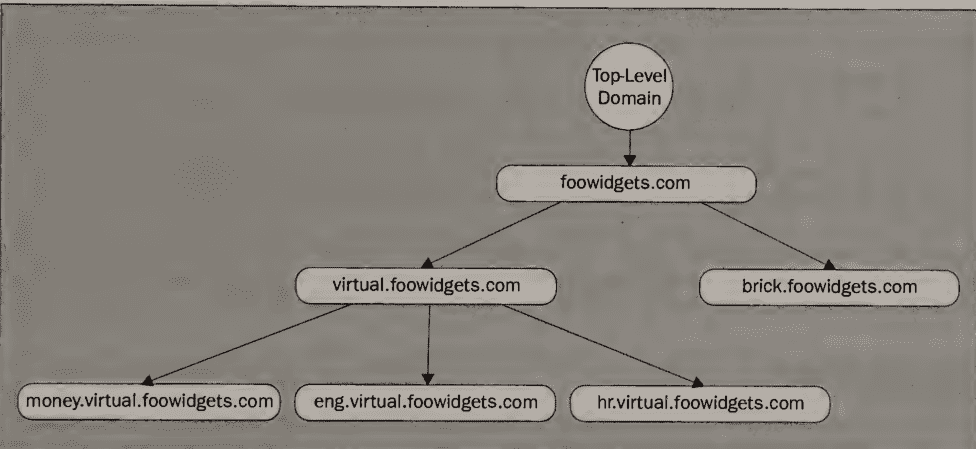 Top-Level
Domain
foowidgets.com
virtual.foowidgets.com
brick.foowidgets.com
money.virtual.foowidgets.com
eng.virtual.foowidgets.com
hr.virtual.foowidgets.com